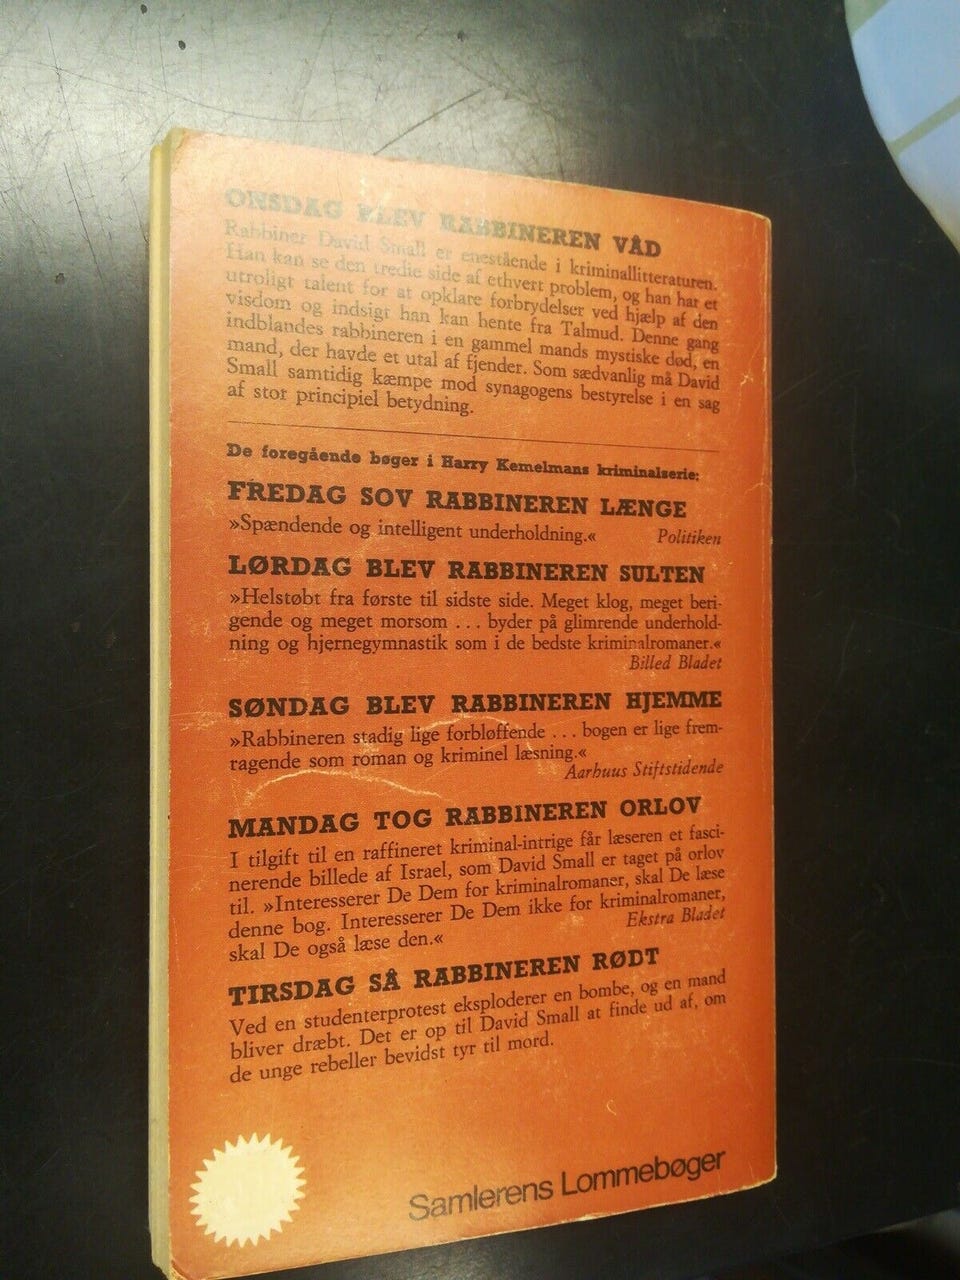 ONSDAG BLEV RABBINEREN VÅD
Rabbiner David Small er enestående i kriminallitteraturen.
Han kan se den tredie side af ethvert problem, og han har et
utroligt talent for at opklare forbrydelser ved hjælp af den
visdom og indsigt han kan hente fra Talmud. Denne gang
indblandes rabbineren i en gammel mands mystiske død, en
mand, der havde et utal af fjender. Som sædvanlig må David
Small samtidig kæmpe mod synagogens bestyrelse i en sag
af stor principiel betydning.
De foregående bøger i Harry Kemelmans kriminalserie:
FREDAG SOV RABBINEREN LÆNGE
»Spændende og intelligent underholdning.« Politiken
LØRDAG BLEV RABBINEREN SULTEN
»Helstøbt fra første til sidste side. Meget klog, meget beri-
gende og meget morsom ... byder på glimrende underhold-
ning og hjernegymnastik som i de bedste kriminalromaner.«
Billed Bladet
SØNDAG BLEV RABBINEREN HJEMME
»Rabbineren stadig lige forbløffende ... bogen er lige frem-
ragende som roman og kriminel læsning.«
Aarhuus Stiftstidende
MANDAG TOG RABBINEREN ORLOV
I tilgift til en raffineret kriminal-intrige får læseren et fasci-
nerende billede af Israel, som David Small er taget på orlov
til. »Interesserer De Dem for kriminalromaner, skal De læse
denne bog. Interesserer De Dem ikke for kriminalromaner,
skal De også læse den.« Ekstra Bladet
TIRSDAG SÅ RABBINEREN RØDT
Ved en studenterprotest eksploderer en bombe, og en mand
bliver dræbt. Det er op til David Small at finde ud af, om
de unge rebeller bevidst tyr til mord.
Samlerens Lommebøger